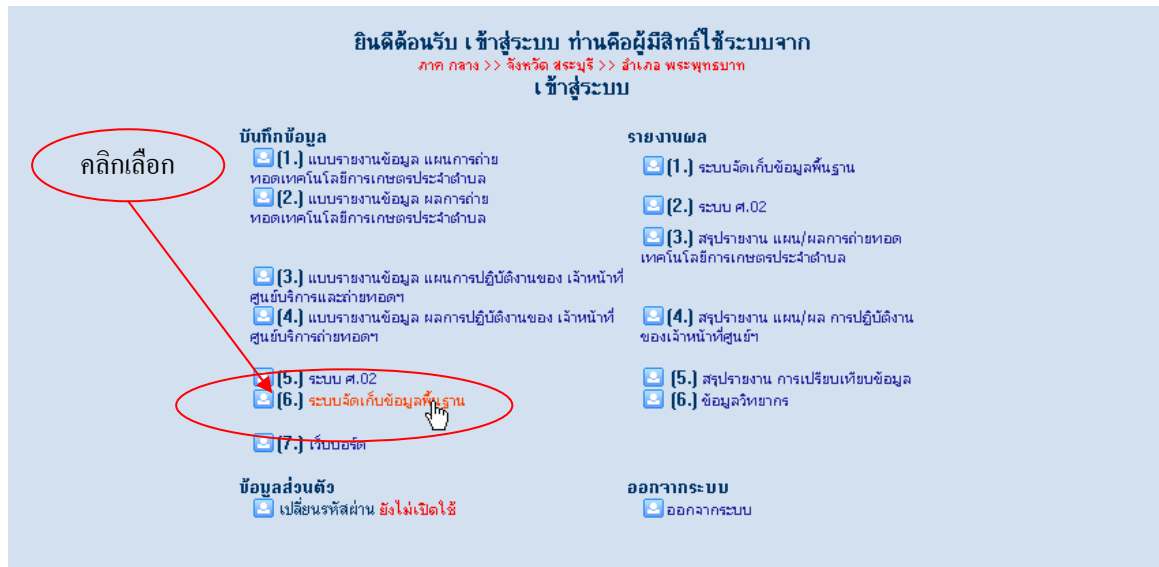 ยินดีต้อนรับ เข้าสู่ระบบ ท่านคือผู้มีสิทธิ์ใช้ระบบจาก
ภาค กลาง >> จังหวัด สระบุรี >> อำเภอ พระพุทธบาท
เข้าสู่ระบบ
คลิกเลือก
บันทึกข้อมูล
(1.) แบบรายงานข้อมูล แผนการถ่าย
ทอดเทคโนโลยีการเกษตรประจำตำบล
(2.) แบบรายงานข้อมูล ผลการถ่าย
ทอดเทคโนโลยีการเกษตรประจำตำบล
(3.) แบบรายงานข้อมูล แผนการปฏิบัติงานของ เจ้าหน้าที่
ศูนย์บริการและถ่ายทอดฯ
(4.) แบบรายงานข้อมูล ผลการปฏิบัติงานของ เจ้าหน้าที่
ศูนย์บริการถ่ายทอดฯ
(5.) ระบบ ศ.02
(6.) ระบบจัดเก็บข้อมูลพื้นฐาน
(7.) เว็บบอร์ด
ข้อมูลส่วนตัว
เปลี่ยนรหัสผ่าน ยังไม่เปิดใช้
รายงานผล
(1.) ระบบจัดเก็บข้อมูลพื้นฐาน
(2.) ระบบ ศ.02
(3.) สรุปรายงาน แผน/ผลการถ่ายทอด
เทคโนโลยีการเกษตรประจำตำบล
(4.) สรุปรายงาน แผน/ผล การปฏิบัติงาน
ของเจ้าหน้าที่ศูนย์ฯ
(5.) สรุปรายงาน การเปรียบเทียบข้อมูล
(6.) ข้อมูลวิทยากร
ออกจากระบบ
ออกจากระบบ